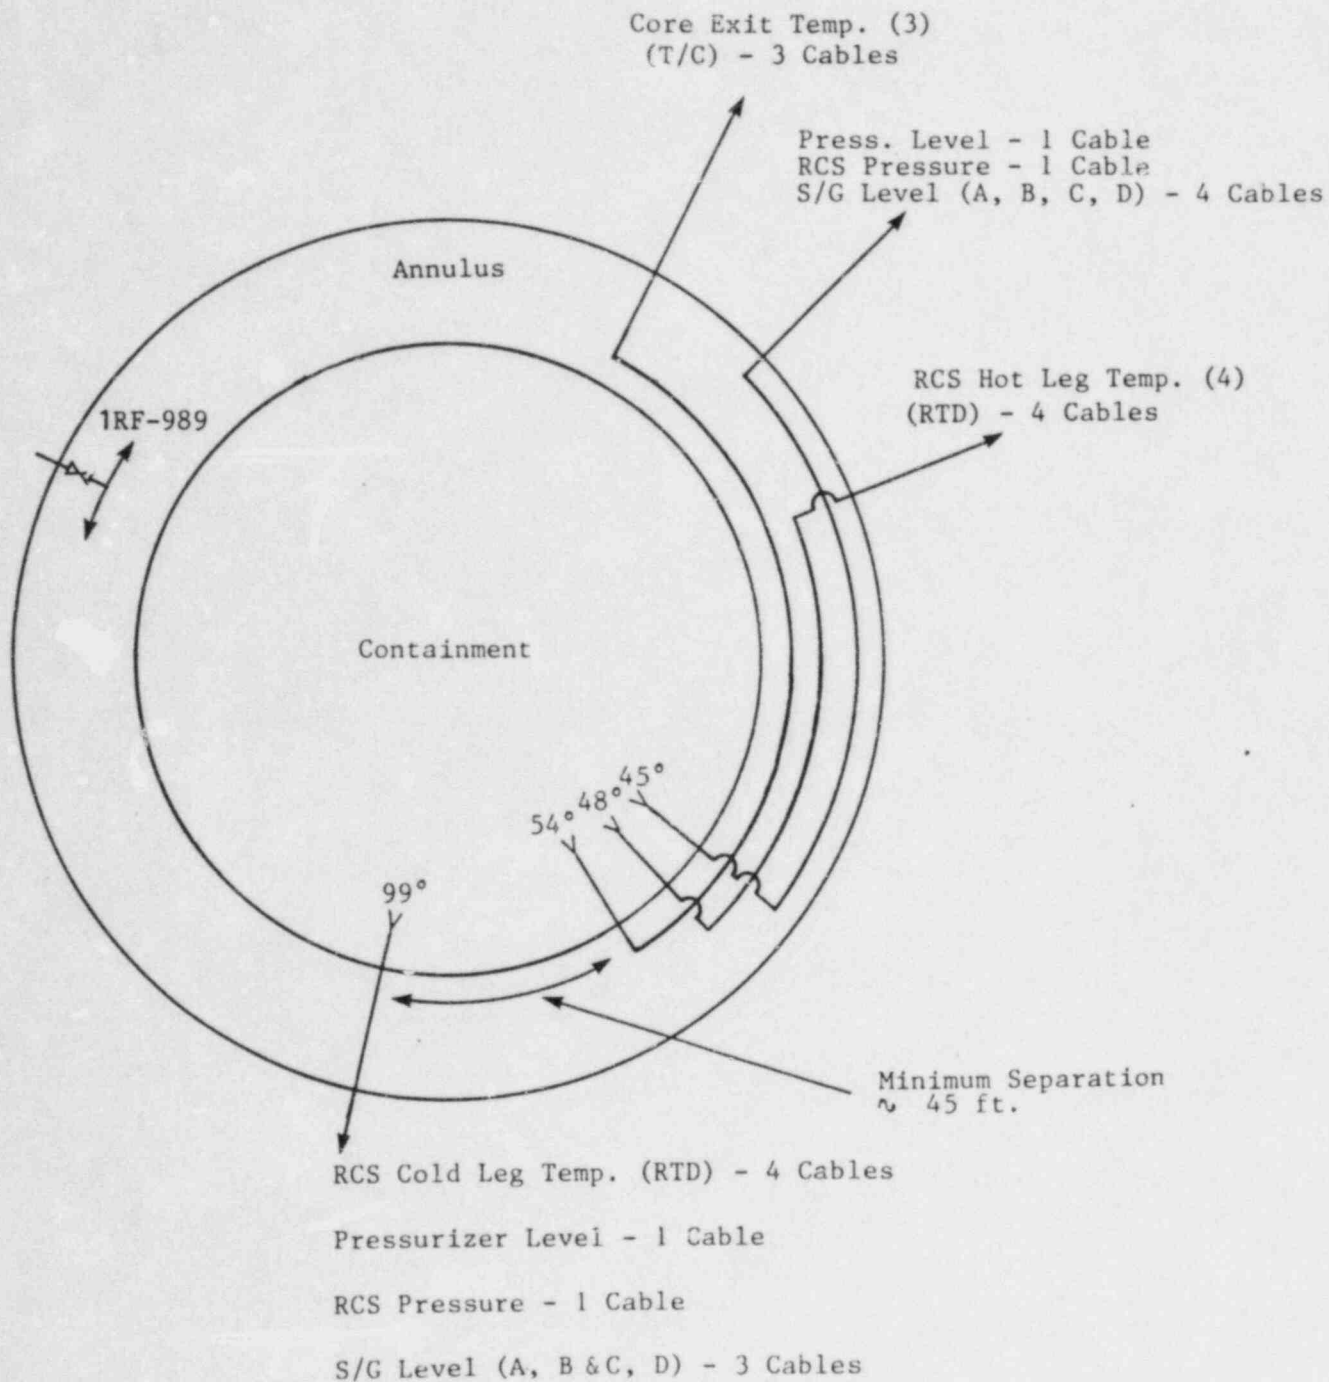 Core Exit Temp. (3)
(T/C) - 3 Cables
Press. Level - 1 Cable
RCS Pressure - 1 Cable
S/G Level (A, B, C, D) - 4 Cables
Annulus
RCS Hot Leg Temp. (4)
(RTD) - 4 Cables
1RF-989
Containment
45°
48°
54°
99°
Minimum Separation
~ 45 ft.
RCS Cold Leg Temp. (RTD) - 4 Cables
Pressurizer Level - 1 Cable
RCS Pressure - 1 Cable
S/G Level (A, B & C, D) - 3 Cables